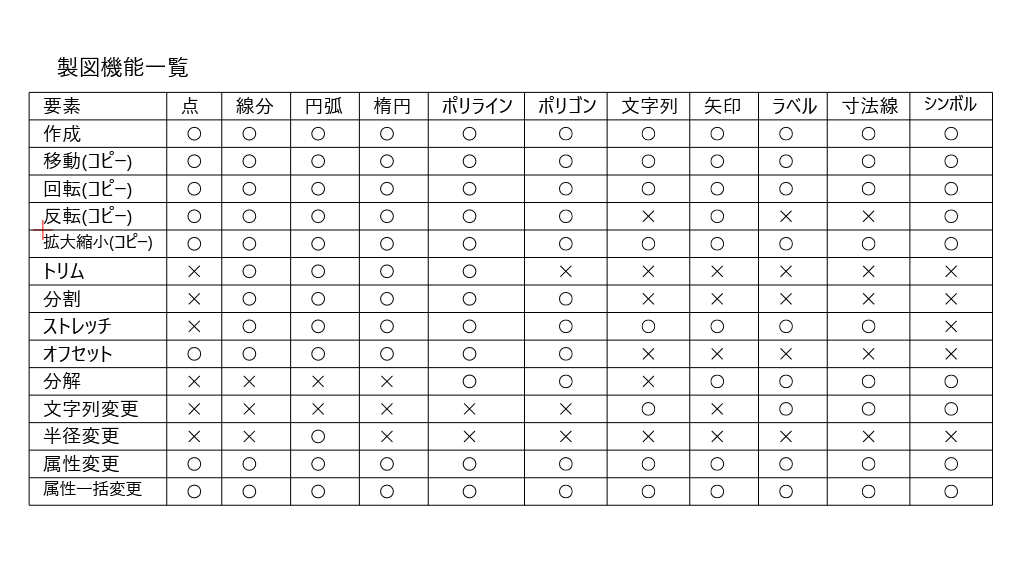 製図機能一覧
要素 点 線分 円弧 楕円 ポリライン ポリゴン 文字列 矢印 ラベル 寸法線 シンボル
作成 ○ ○ ○ ○ ○ ○ ○ ○ ○ ○ ○
移動(コピー) ○ ○ ○ ○ ○ ○ ○ ○ ○ ○ ○
回転(コピー) ○ ○ ○ ○ ○ ○ ○ ○ ○ ○ ○
反転(コピー) ○ ○ ○ ○ ○ ○ × ○ × × ○
拡大縮小(コピー) ○ ○ ○ ○ ○ ○ ○ ○ ○ ○ ○
トリム × ○ ○ ○ ○ × × × × × ×
分割 × ○ ○ ○ ○ ○ × × × × ×
ストレッチ × ○ ○ ○ ○ ○ ○ ○ ○ ○ ×
オフセット ○ ○ ○ ○ ○ ○ × × × × ×
分解 × × × × ○ ○ × ○ ○ ○ ○
文字列変更 × × × × × × ○ × ○ ○ ○
半径変更 × × ○ × × × × × × × ×
属性変更 ○ ○ ○ ○ ○ ○ ○ ○ ○ ○ ○
属性一括変更 ○ ○ ○ ○ ○ ○ ○ ○ ○ ○ ○